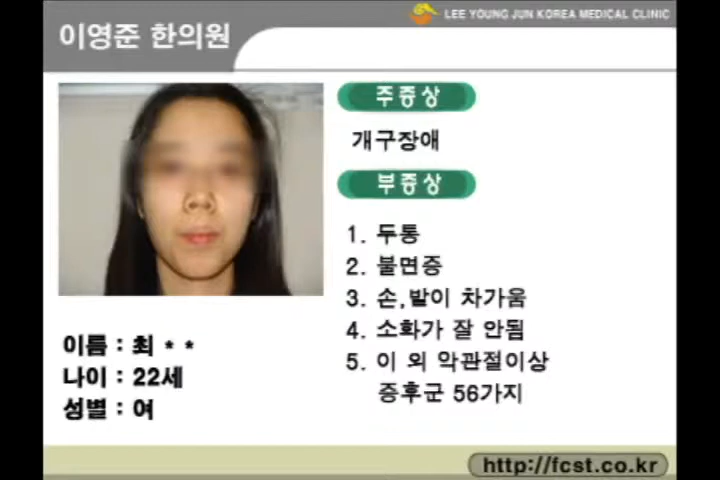 이영준 한의원
LEE YOUNG JUN KOREA MEDICAL CLINIC
주증상
개구장애
부증상
1. 두통
2. 불면증
3. 손,발이 차가움
4. 소화가 잘 안됨
5. 이 외 악관절이상
증후군 56가지
이름 : 최 * *
나이 : 22세
성별 : 여
http://fcst.co.kr